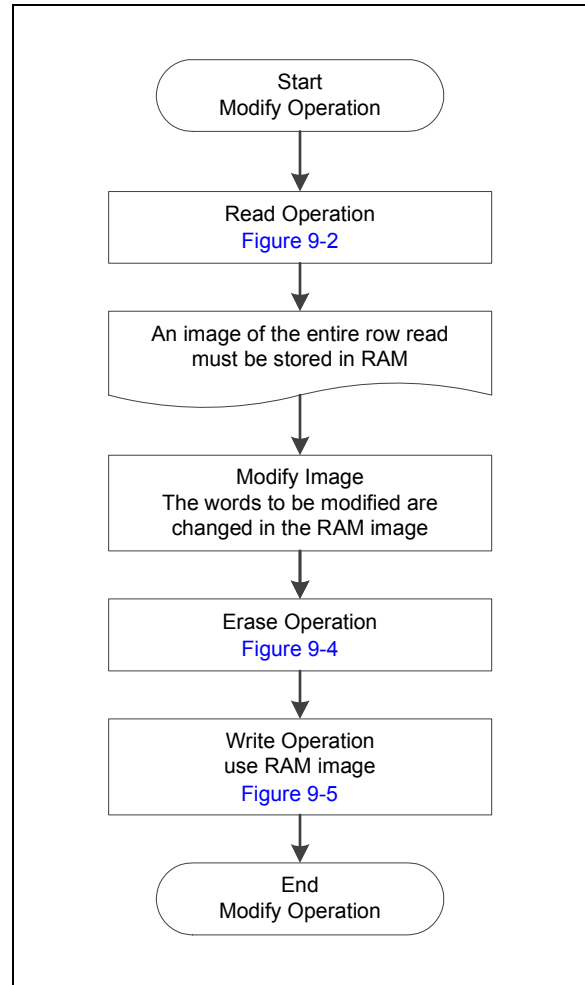 Start
Modify Operation
Read Operation
Figure 9-2
An image of the entire row read
must be stored in RAM
Modify Image
The words to be modified are
changed in the RAM image
Erase Operation
Figure 9-4
Write Operation
use RAM image
Figure 9-5
End
Modify Operation